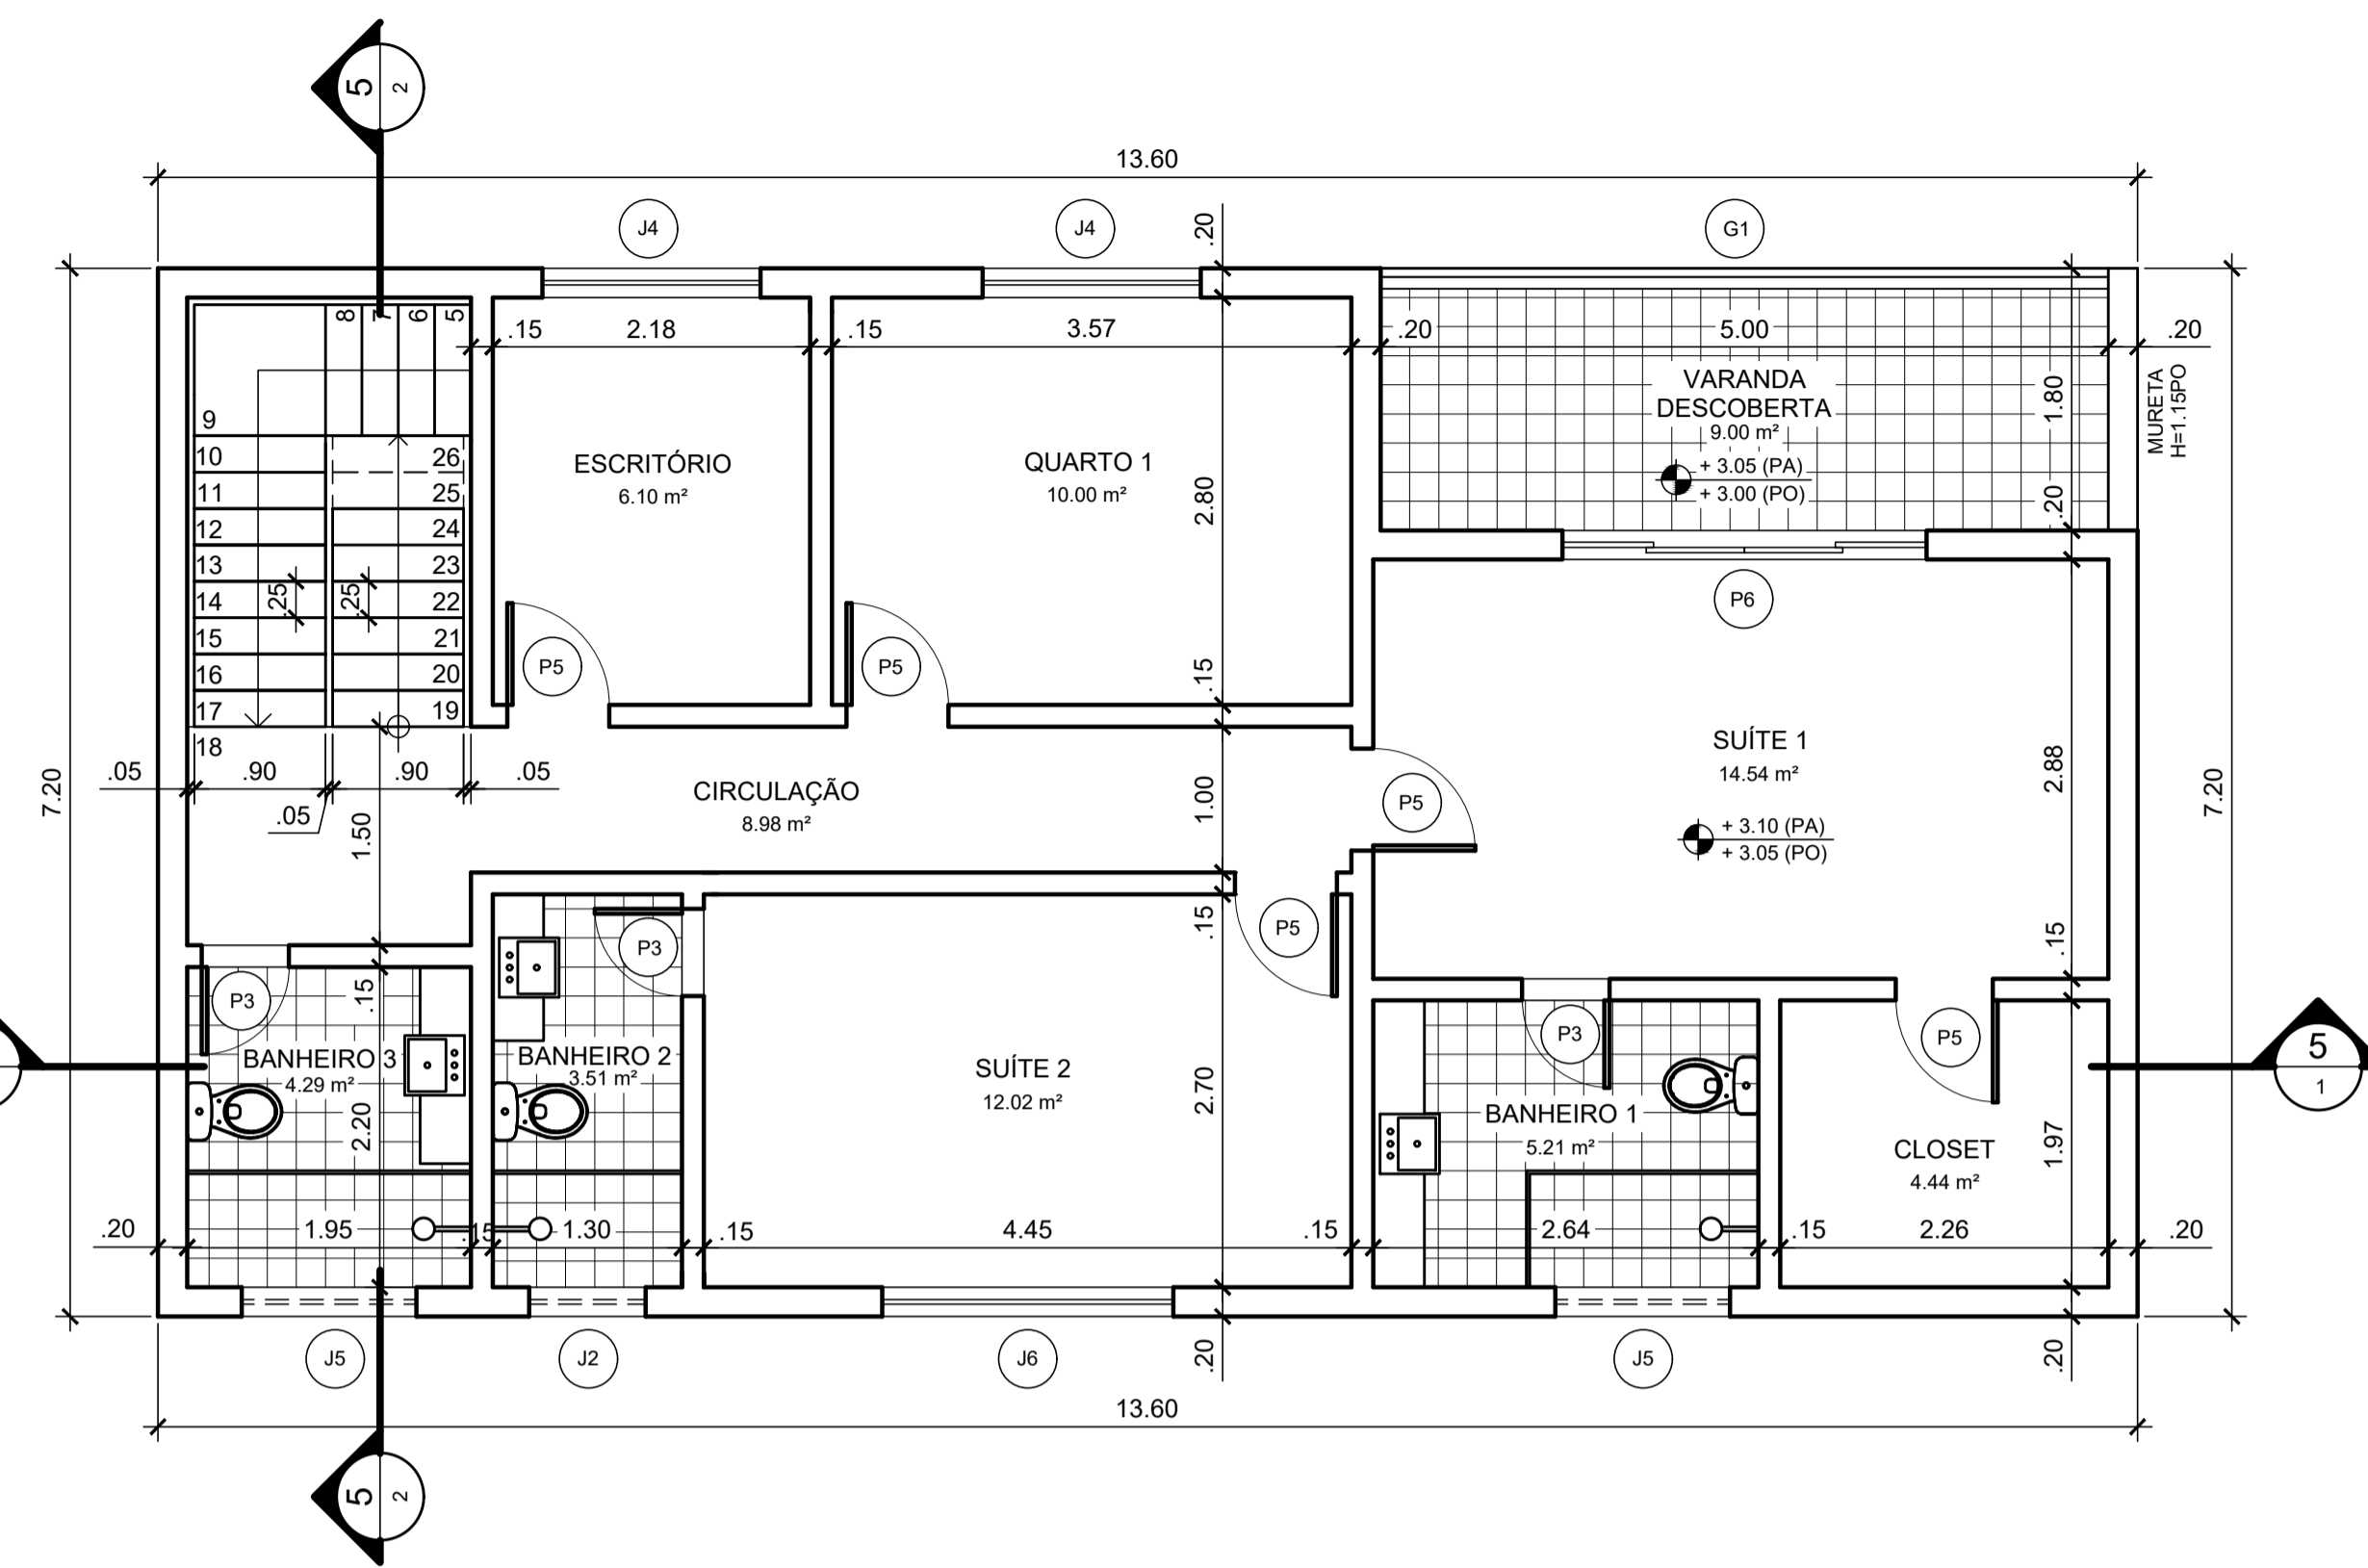 5
2
13.60
J4
J4
.20
G1
.15
2.18
.15
3.57
.20
5.00
.20
8
7
6
5
VARANDA
DESCOBERTA
9.00 m²
+ 3.05 (PA)
+ 3.00 (PO)
1.80
MURETA
H=1.15PO
9
10
11
12
13
14
15
16
17
18
26
25
24
23
22
21
20
19
.25
.25
ESCRITÓRIO
6.10 m²
QUARTO 1
10.00 m²
2.80
.20
P6
P5
P5
.15
7.20
.05
.90
.90
.05
.05
1.50
CIRCULAÇÃO
8.98 m²
1.00
P5
SUÍTE 1
14.54 m²
+ 3.10 (PA)
+ 3.05 (PO)
2.88
7.20
P3
.15
P3
.15
P5
.15
P3
P5
BANHEIRO 3
4.29 m²
2.20
BANHEIRO 2
3.51 m²
SUÍTE 2
12.02 m²
2.70
BANHEIRO 1
5.21 m²
CLOSET
4.44 m²
1.97
5
1
.20
1.95
.15
1.30
.15
4.45
.15
2.64
.15
2.26
.20
J5
J2
J6
.20
J5
.20
13.60
5
2